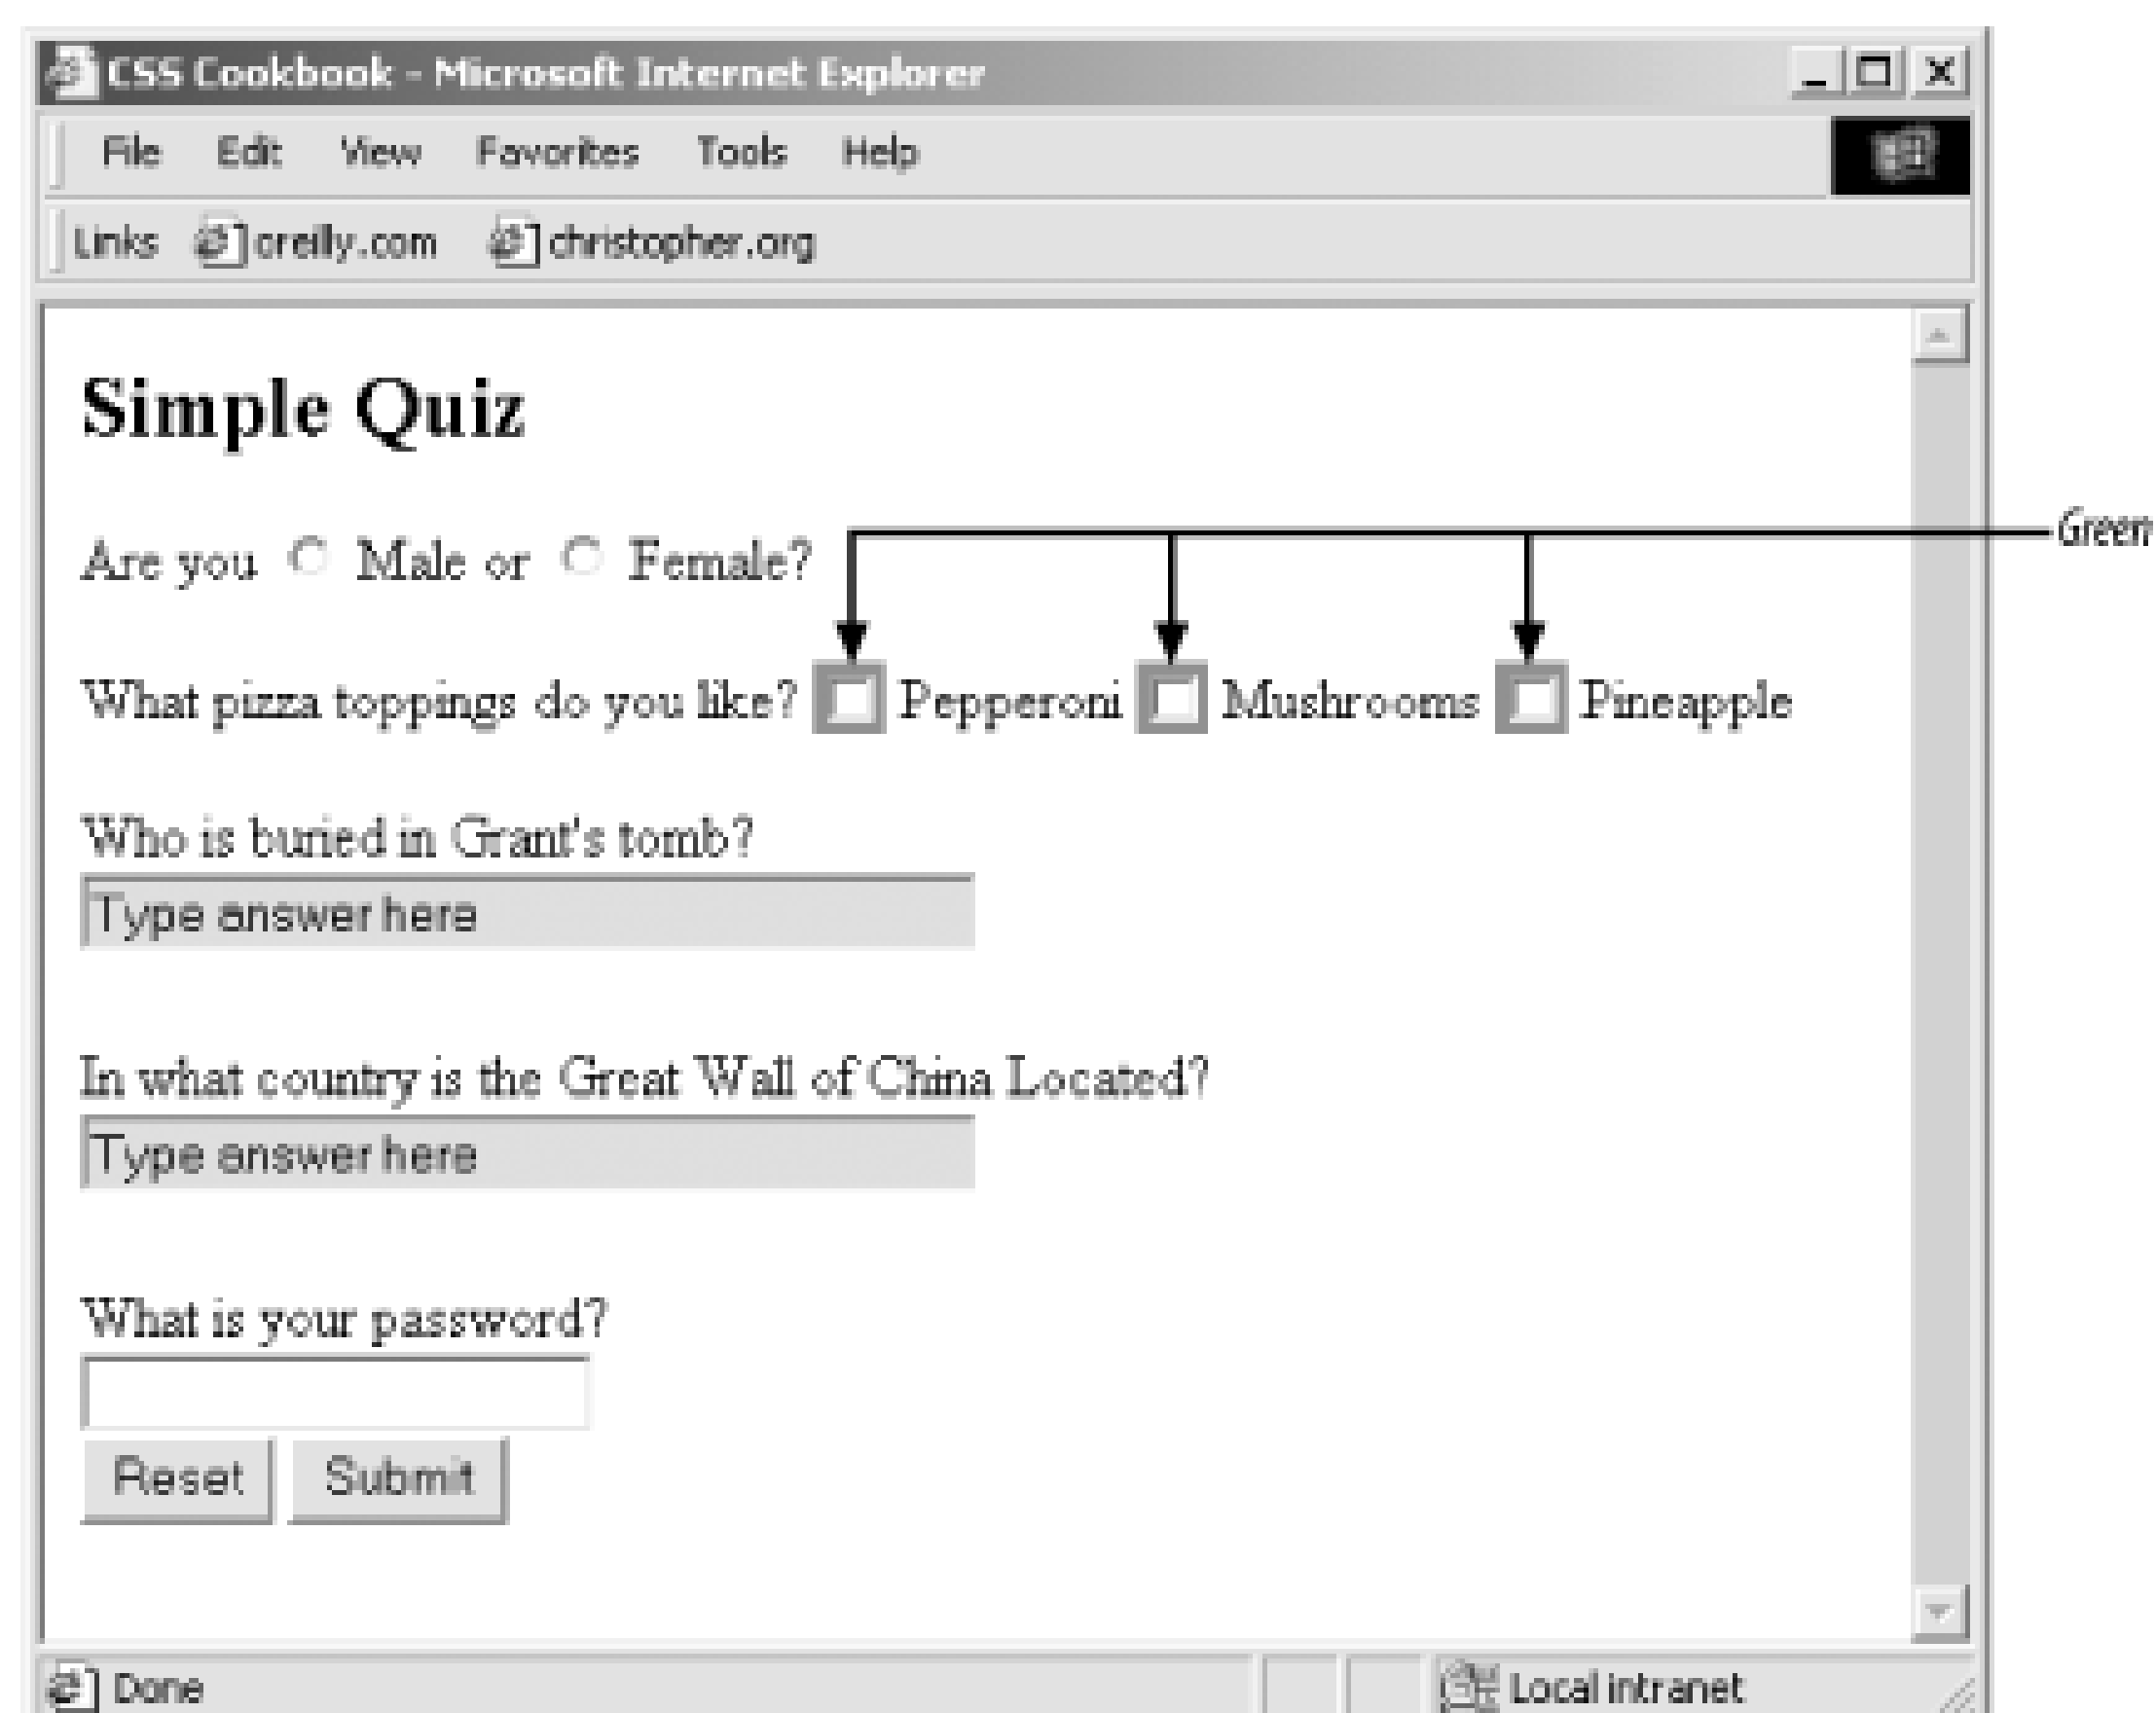 CSS Cookbook - Microsoft Internet Explorer
File Edit View Favorites Tools Help
Links oreilly.com christopher.org
Simple Quiz
Are you Male or Female?
Green
What pizza toppings do you like? Pepperoni Mushrooms Pineapple
Who is buried in Grant's tomb?
Type answer here
In what country is the Great Wall of China Located?
Type answer here
What is your password?
Reset Submit
Done Local intranet